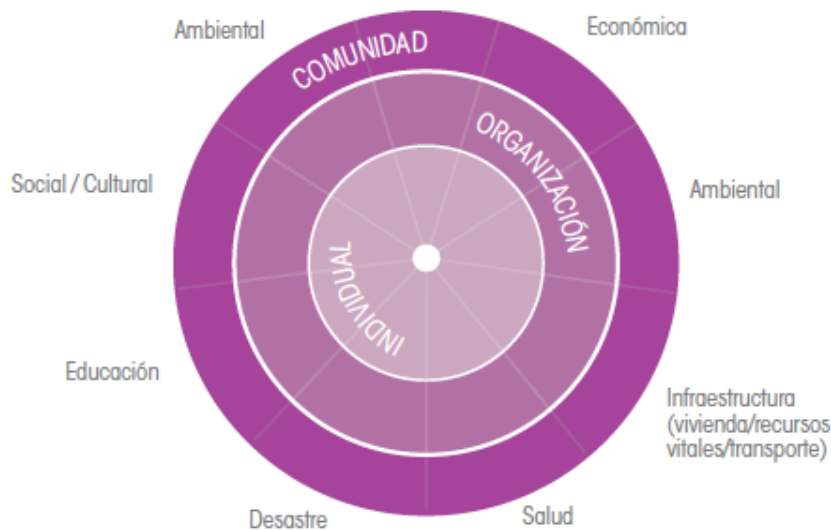 Ambiental
Económica
COMUNIDAD
ORGANIZACIÓN
Social / Cultural
Ambiental
INDIVIDUAL
Educación
Infraestructura
(vivienda/recursos
vitales/transporte)
Desastre
Salud